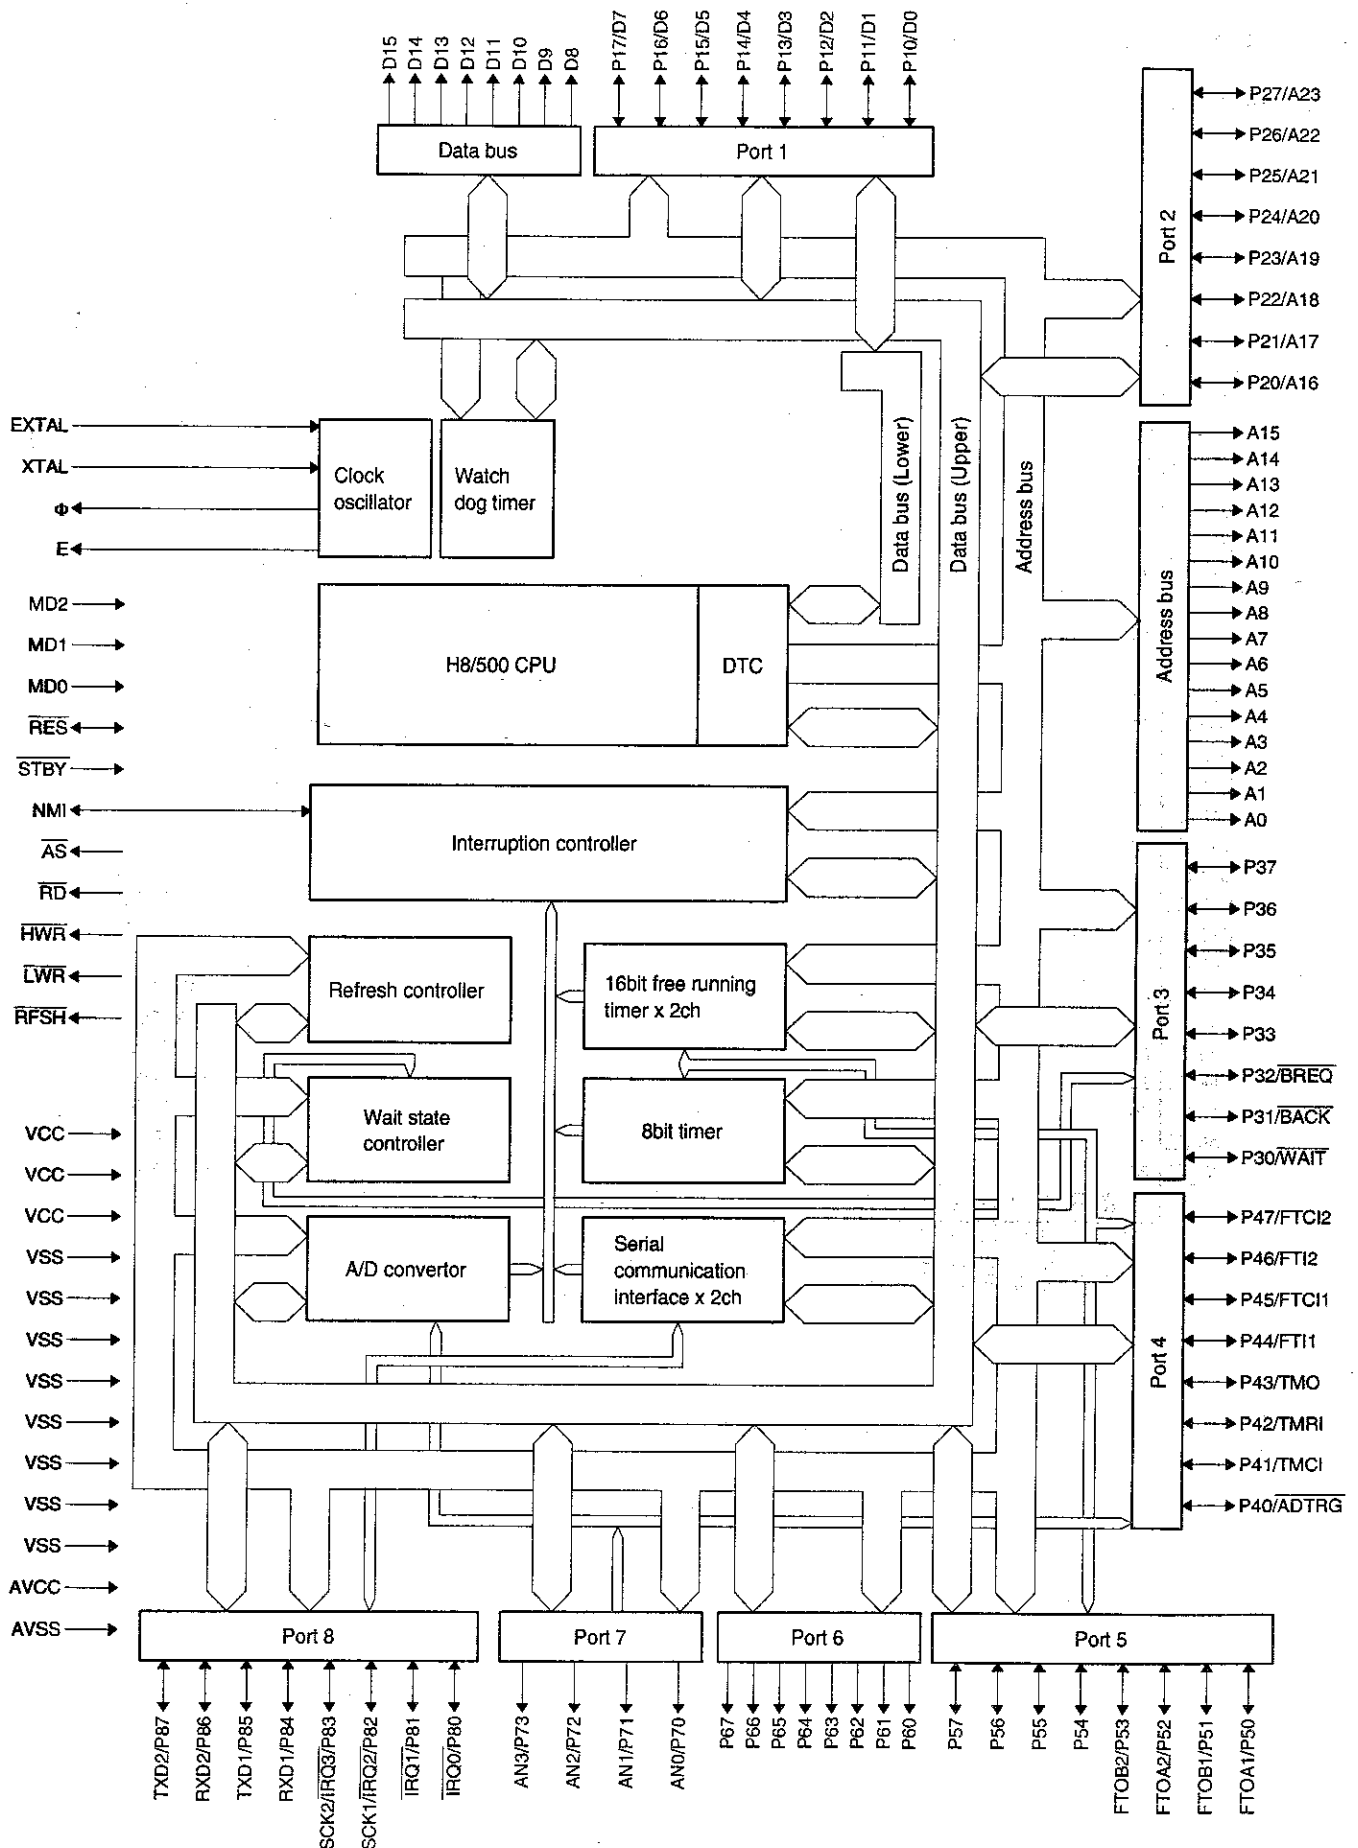 D15
D14
D13
D12
D11
D10
D9
D8
P17/D7
P16/D6
P15/D5
P14/D4
P13/D3
P12/D2
P11/D1
P10/D0
Data bus
Port 1
Port 2
P27/A23
P26/A22
P25/A21
P24/A20
P23/A19
P22/A18
P21/A17
P20/A16
EXTAL
XTAL
Φ
E
Clock
oscillator
Watch
dog timer
Data bus (Lower)
Data bus (Upper)
Address bus
Address bus
A15
A14
A13
A12
A11
A10
A9
A8
A7
A6
A5
A4
A3
A2
A1
A0
MD2
MD1
MD0
RES
STBY
NMI
AS
RD
HWR
LWR
RFSH
H8/500 CPU
DTC
Interruption controller
Refresh controller
16bit free running
timer x 2ch
Wait state
controller
8bit timer
A/D convertor
Serial
communication
interface x 2ch
Port 3
P37
P36
P35
P34
P33
P32/BREQ
P31/BACK
P30/WAIT
VCC
VCC
VCC
VSS
VSS
VSS
VSS
VSS
VSS
VSS
VSS
AVCC
AVSS
Port 4
P47/FTCI2
P46/FTI2
P45/FTCI1
P44/FTI1
P43/TMO
P42/TMRI
P41/TMCI
P40/ADTRG
Port 8
Port 7
Port 6
Port 5
TXD2/P87
RXD2/P86
TXD1/P85
RXD1/P84
SCK2/IRQ3/P83
SCK1/IRQ2/P82
IRQ1/P81
IRQ0/P80
AN3/P73
AN2/P72
AN1/P71
AN0/P70
P67
P66
P65
P64
P63
P62
P61
P60
P57
P56
P55
P54
FTOB2/P53
FTOA2/P52
FTOB1/P51
FTOA1/P50